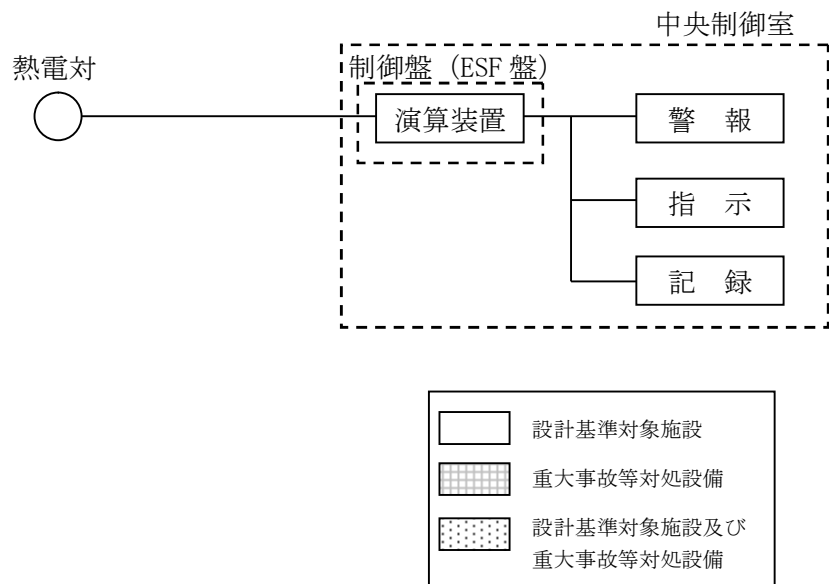 中央制御室
熱電対
制御盤（ESF 盤）
演算装置
警　報
指　示
記　録
設計基準対象施設
重大事故等対処設備
設計基準対象施設及び
重大事故等対処設備